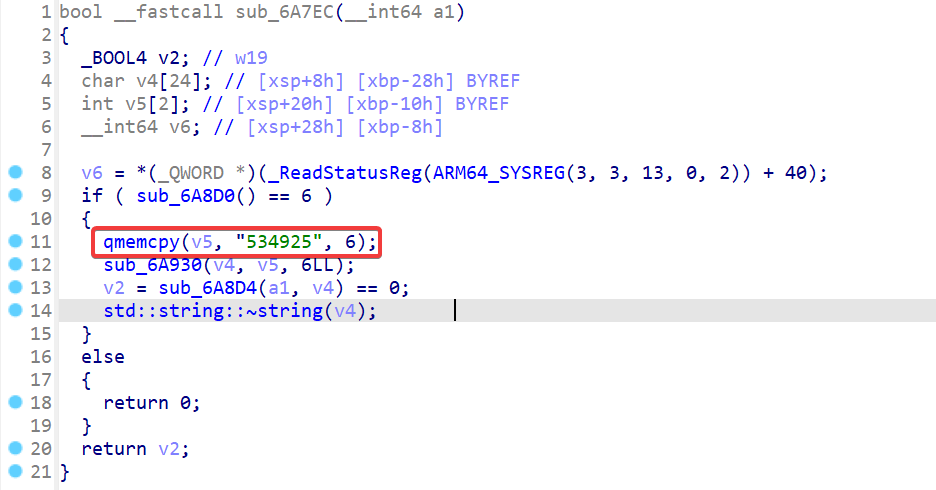 1 bool __fastcall sub_6A7EC(__int64 a1)
2 {
3 _BOOL4 v2; // w19
4 char v4[24]; // [xsp+8h] [xbp-28h] BYREF
5 int v5[2]; // [xsp+20h] [xbp-10h] BYREF
6 __int64 v6; // [xsp+28h] [xbp-8h]
7
8 v6 = *(_QWORD *)(_ReadStatusReg(ARM64_SYSREG(3, 3, 13, 0, 2)) + 40);
9 if ( sub_6A8D0() == 6 )
10 {
11 qmemcpy(v5, "534925", 6);
12 sub_6A930(v4, v5, 6LL);
13 v2 = sub_6A8D4(a1, v4) == 0;
14 std::string::~string(v4);
15 }
16 else
17 {
18 return 0;
19 }
20 return v2;
21 }